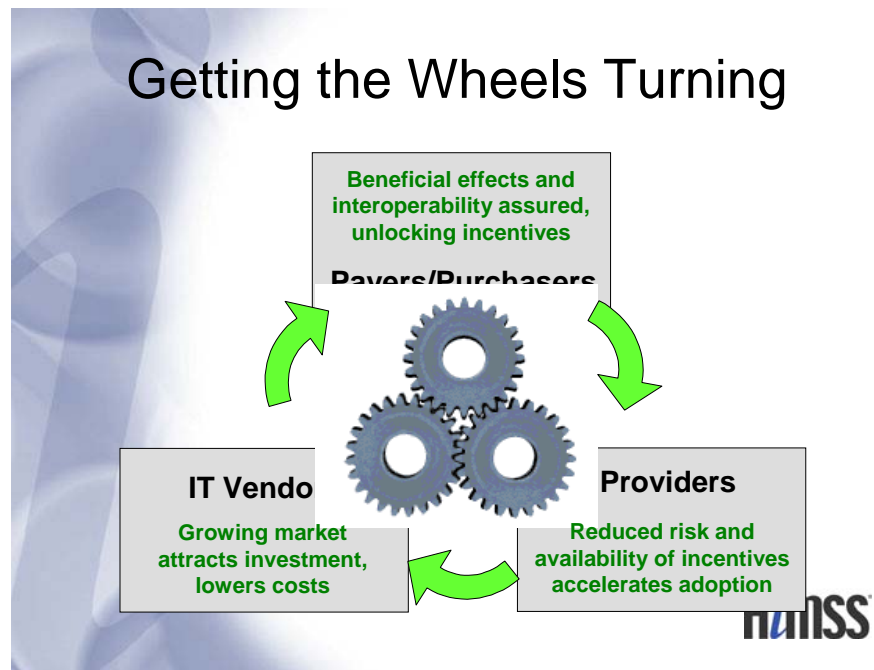 Getting the Wheels Turning
Beneficial effects and
interoperability assured,
unlocking incentives
Payers/Purchasers
IT Vendo
Growing market
attracts investment,
lowers costs
Providers
Reduced risk and
availability of incentives
accelerates adoption
HIMSS